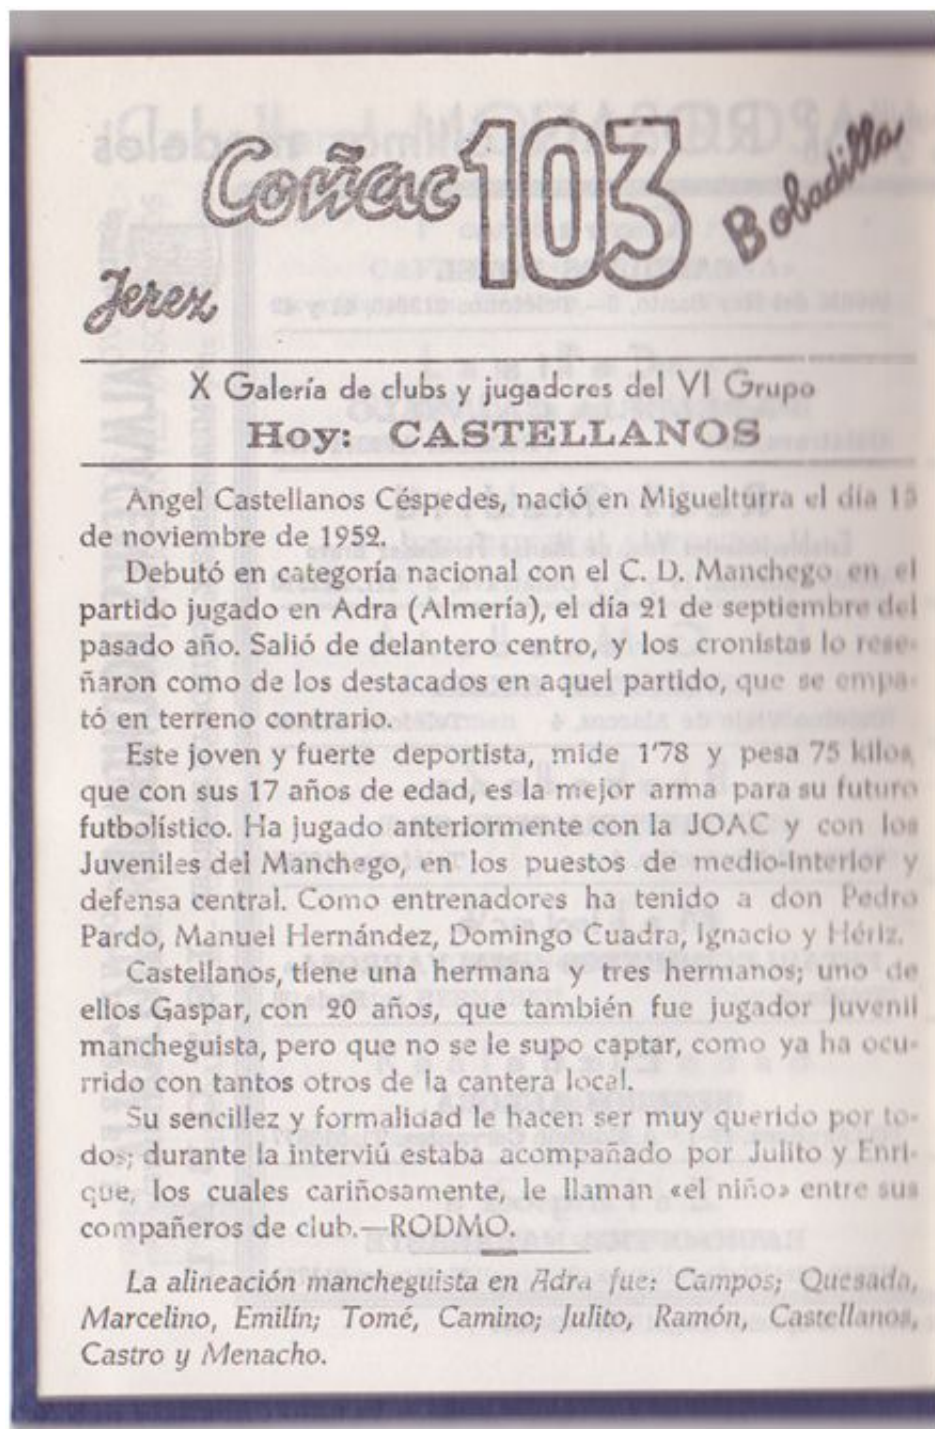 Coñac 103 Bobadilla
Jerez
X Galería de clubs y jugadores del VI Grupo
Hoy: CASTELLANOS
Angel Castellanos Céspedes, nació en Miguelturra el día 15
de noviembre de 1952.
Debutó en categoría nacional con el C. D. Manchego en el
partido jugado en Adra (Almería), el día 21 de septiembre del
pasado año. Salió de delantero centro, y los cronistas lo rese-
ñaron como de los destacados en aquel partido, que se empa-
tó en terreno contrario.
Este joven y fuerte deportista, mide 1'78 y pesa 75 kilos,
que con sus 17 años de edad, es la mejor arma para su futuro
futbolístico. Ha jugado anteriormente con la JOAC y con los
Juveniles del Manchego, en los puestos de medio-interior y
defensa central. Como entrenadores ha tenido a don Pedro
Pardo, Manuel Hernández, Domingo Cuadra, Ignacio y Hériz.
Castellanos, tiene una hermana y tres hermanos; uno de
ellos Gaspar, con 20 años, que también fue jugador juvenil
mancheguista, pero que no se le supo captar, como ya ha ocu-
rrido con tantos otros de la cantera local.
Su sencillez y formalidad le hacen ser muy querido por to-
dos; durante la interviú estaba acompañado por Julito y Enri-
que, los cuales cariñosamente, le llaman «el niño» entre sus
compañeros de club.—RODMO.
La alineación mancheguista en Adra fue: Campos; Quesada,
Marcelino, Emilín; Tomé, Camino; Julito, Ramón, Castellanos,
Castro y Menacho.